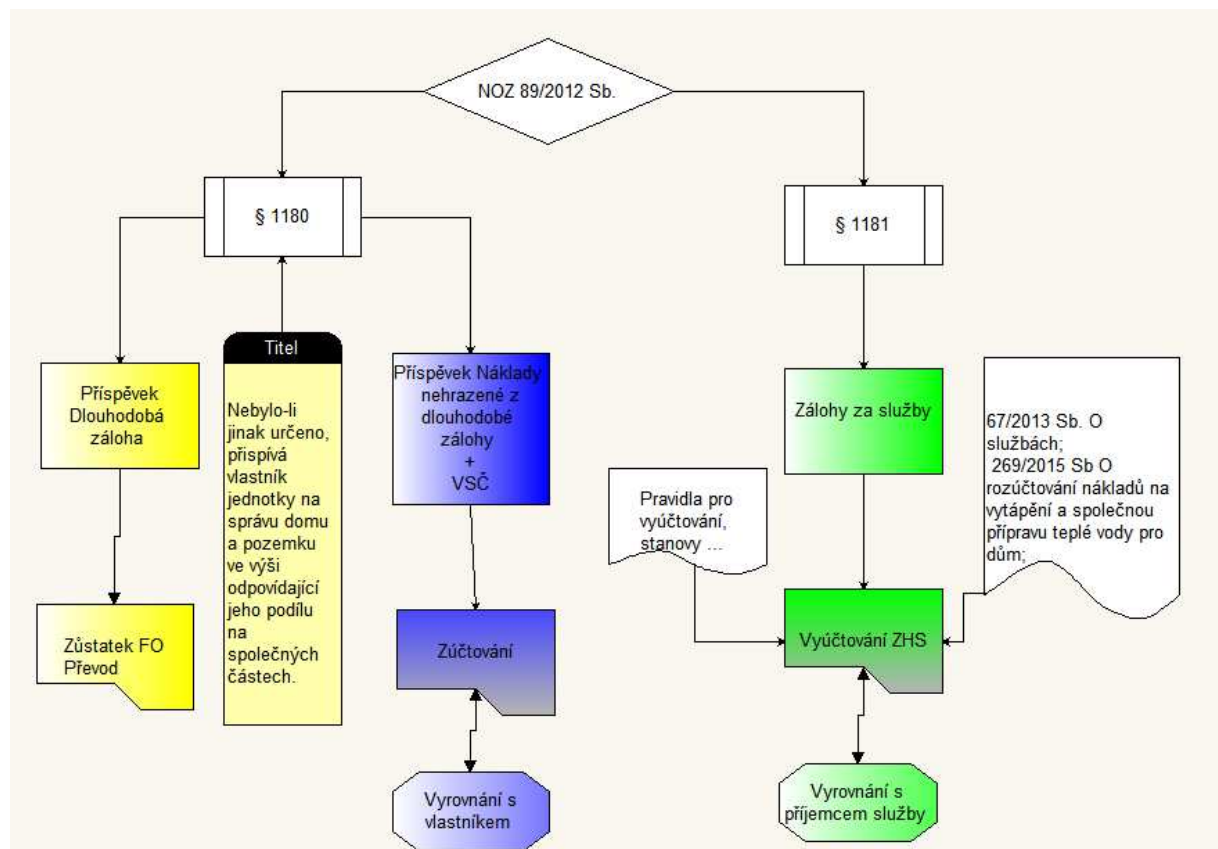 NOZ 89/2012 Sb.
§ 1180
§ 1181
Titel
Nebylo-li
jinak určeno,
přispívá
vlastník
jednotky na
správu domu
a pozemku
ve výši
odpovídající
jeho podílu
na
společných
částech.
Příspěvek
Dlouhodobá
záloha
Příspěvek Náklady
nehrazené z
dlouhodobé
zálohy
+
VSČ
Zálohy za služby
67/2013 Sb. O
službách;
269/2015 Sb O
rozúčtování nákladů na
vytápění a společnou
přípravu teplé vody pro
dům;
Pravidla pro
vyúčtování,
stanovy ...
Zůstatek FO
Převod
Zúčtování
Vyúčtování ZHS
Vyrovnání s
vlastníkem
Vyrovnání s
příjemcem služby